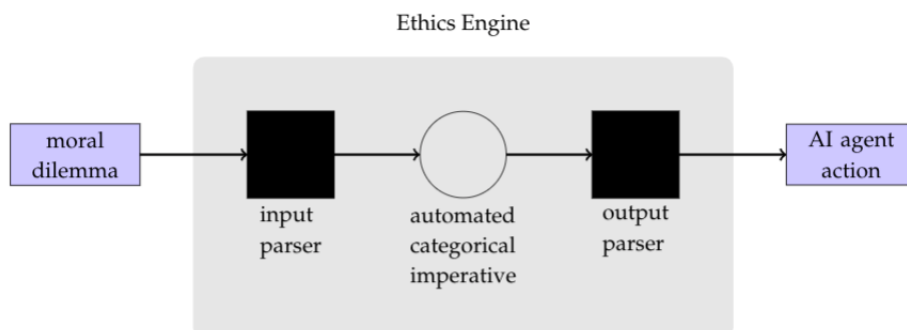 Ethics Engine
moral
dilemma
input
parser
automated
categorical
imperative
output
parser
AI agent
action